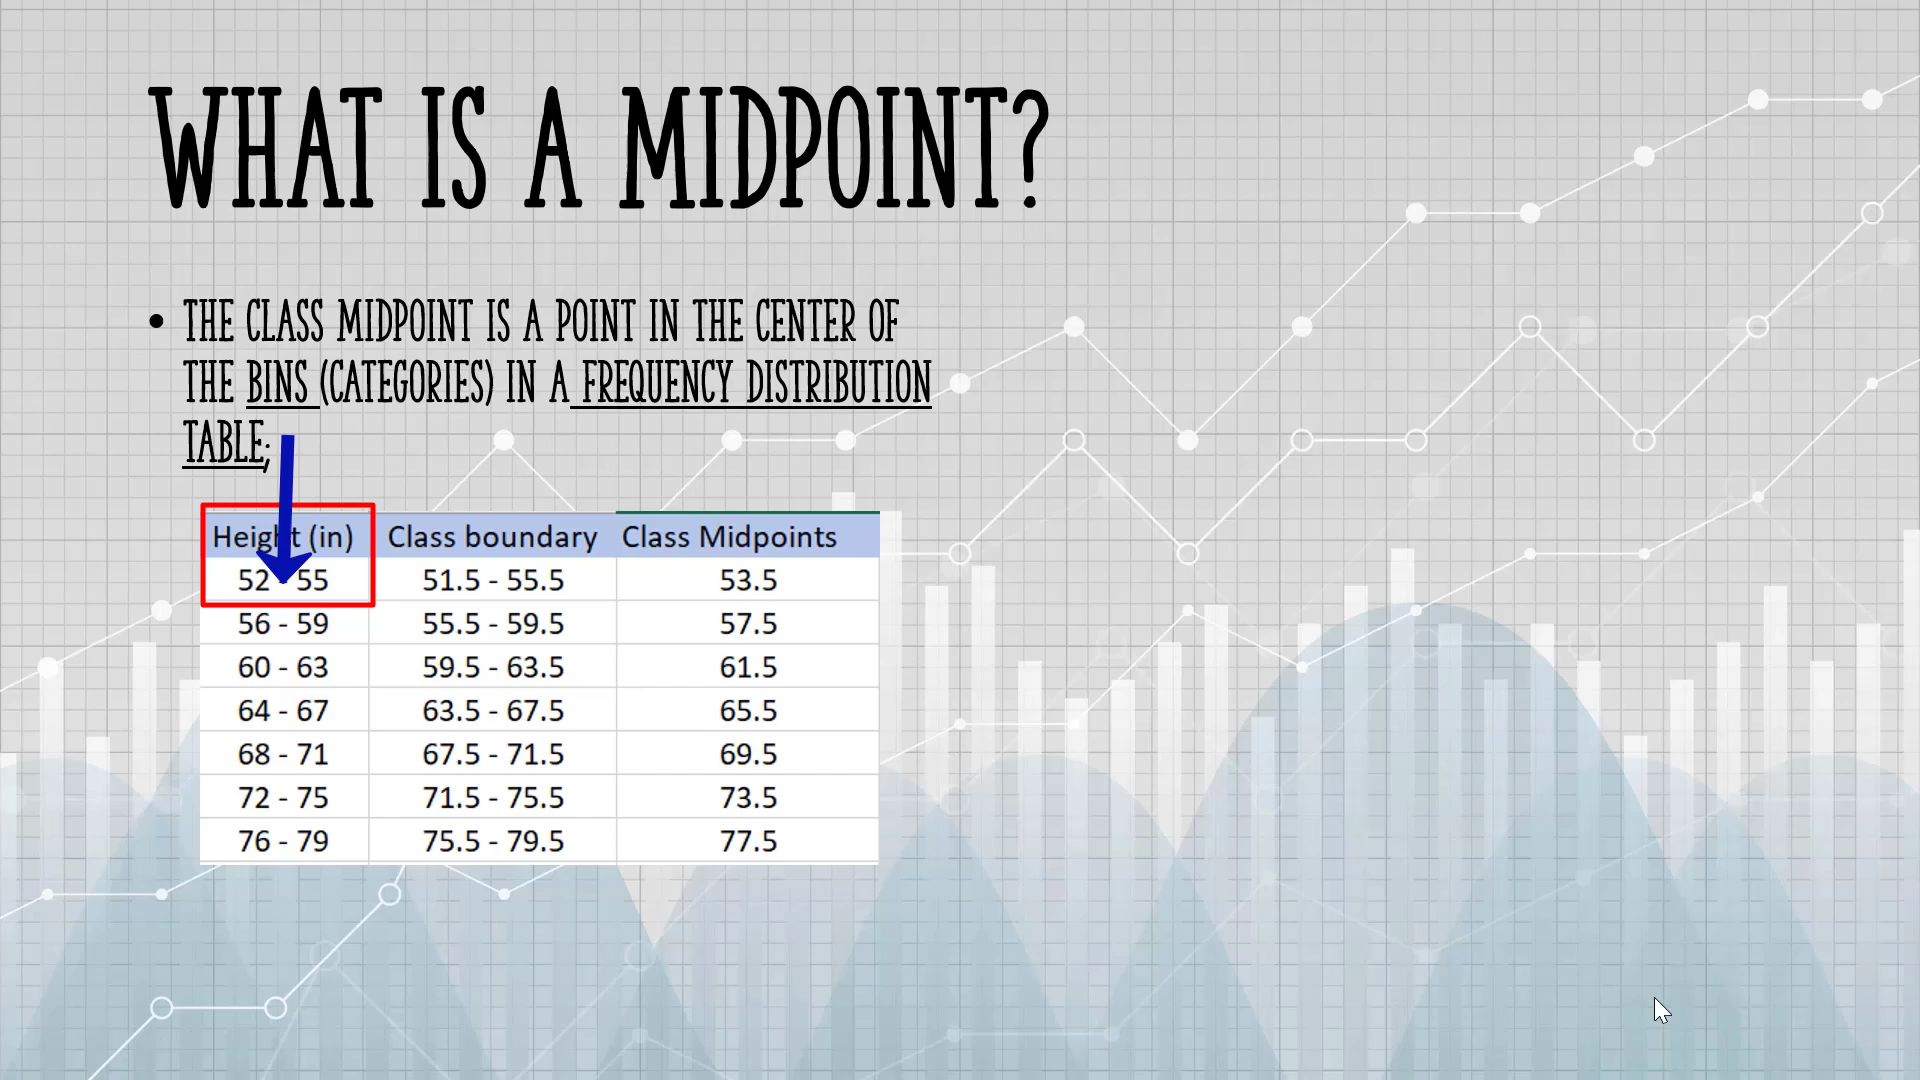 WHAT IS A MIDPOINT?
• THE CLASS MIDPOINT IS A POINT IN THE CENTER OF
THE BINS (CATEGORIES) IN A FREQUENCY DISTRIBUTION
TABLE;
Height (in) Class boundary Class Midpoints
52 - 55 51.5 - 55.5 53.5
56 - 59 55.5 - 59.5 57.5
60 - 63 59.5 - 63.5 61.5
64 - 67 63.5 - 67.5 65.5
68 - 71 67.5 - 71.5 69.5
72 - 75 71.5 - 75.5 73.5
76 - 79 75.5 - 79.5 77.5